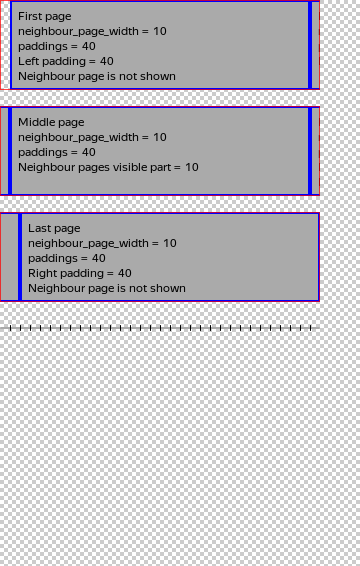 First page
neighbour_page_width = 10
paddings = 40
Left padding = 40
Neighbour page is not shown
Middle page
neighbour_page_width = 10
paddings = 40
Neighbour pages visible part = 10
Last page
neighbour_page_width = 10
paddings = 40
Right padding = 40
Neighbour page is not shown